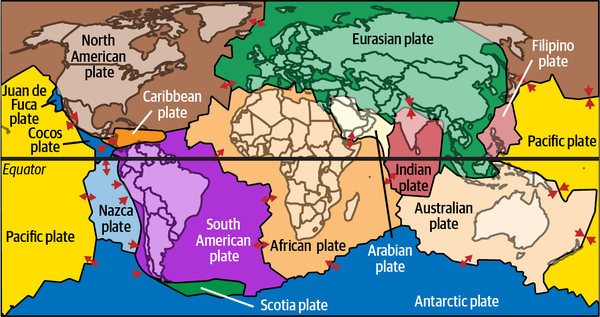 North
American
plate
Eurasian plate
Filipino
plate
Juan de
Fuca
plate
Caribbean
plate
Cocos
plate
Pacific plate
Equator
Indian
plate
Nazca
plate
Australian
plate
South
American
plate
Pacific plate
African plate
Arabian
plate
Scotia plate
Antarctic plate